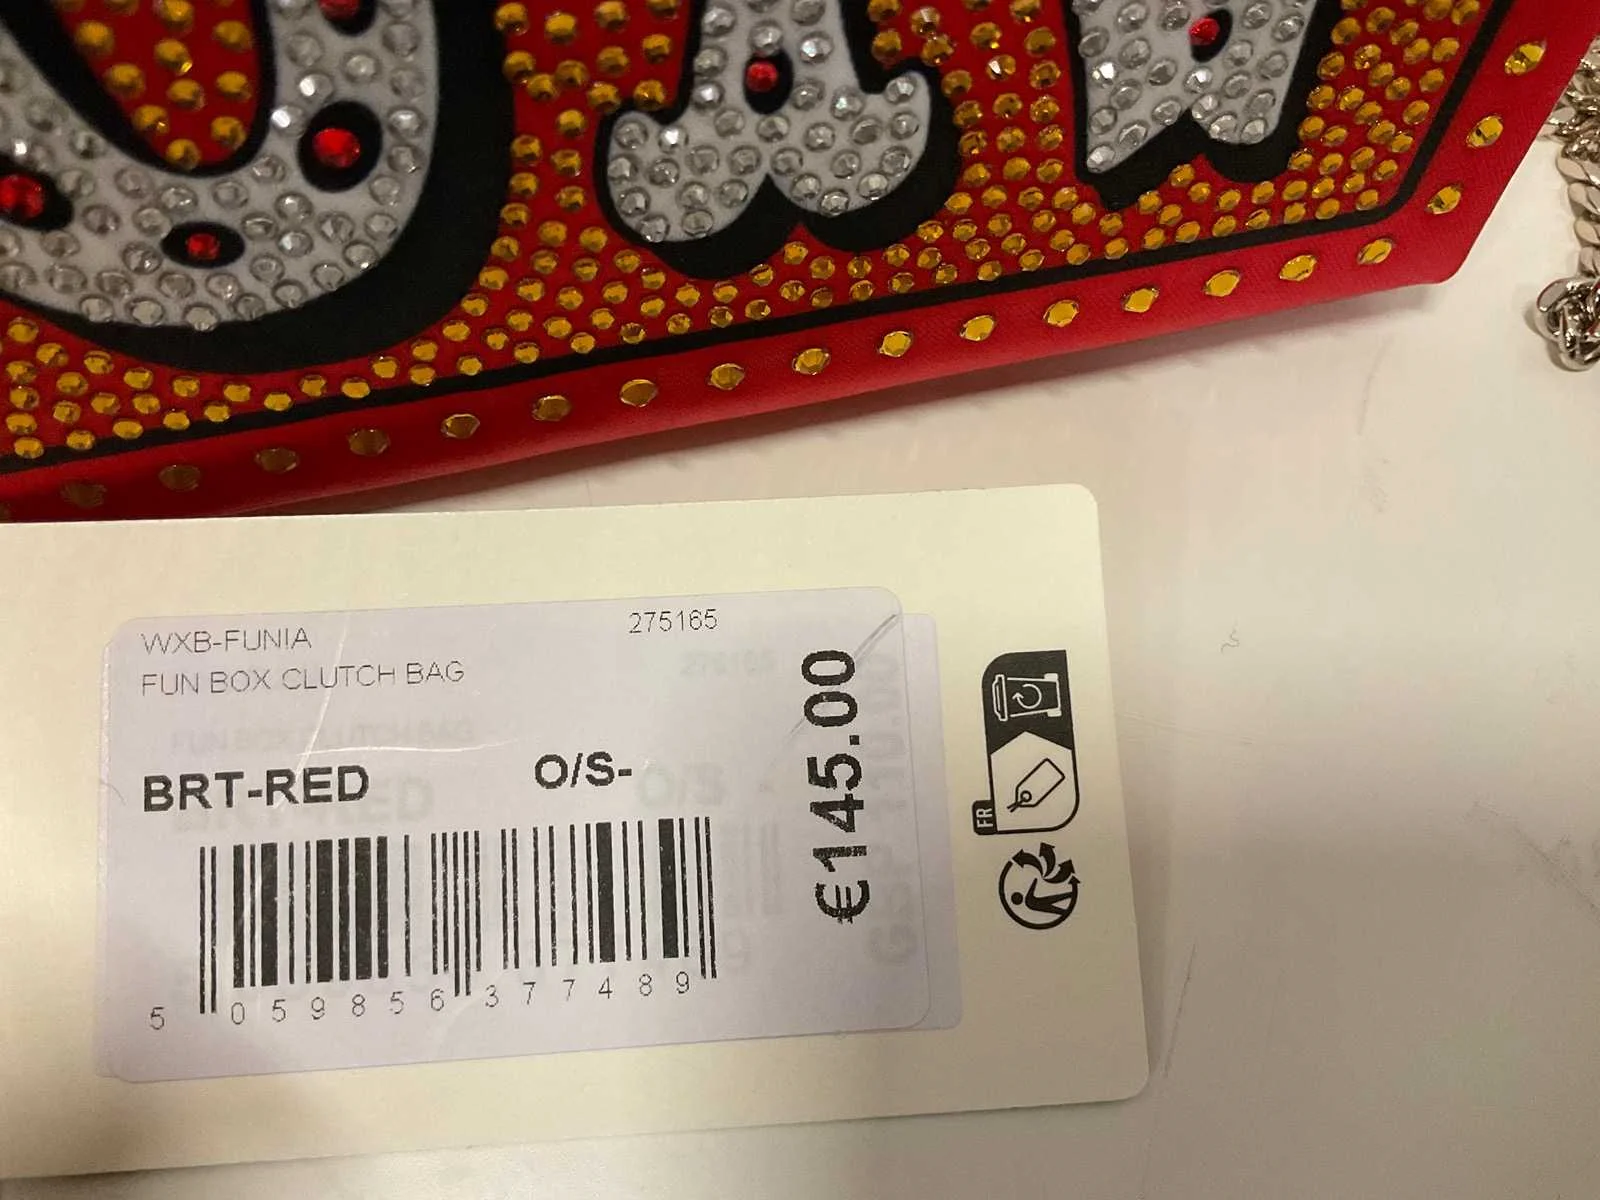 WXB-FUNIA
275165
FUN BOX CLUTCH BAG
BRT-RED
O/S-
€145.00
5 059856 377489
FR